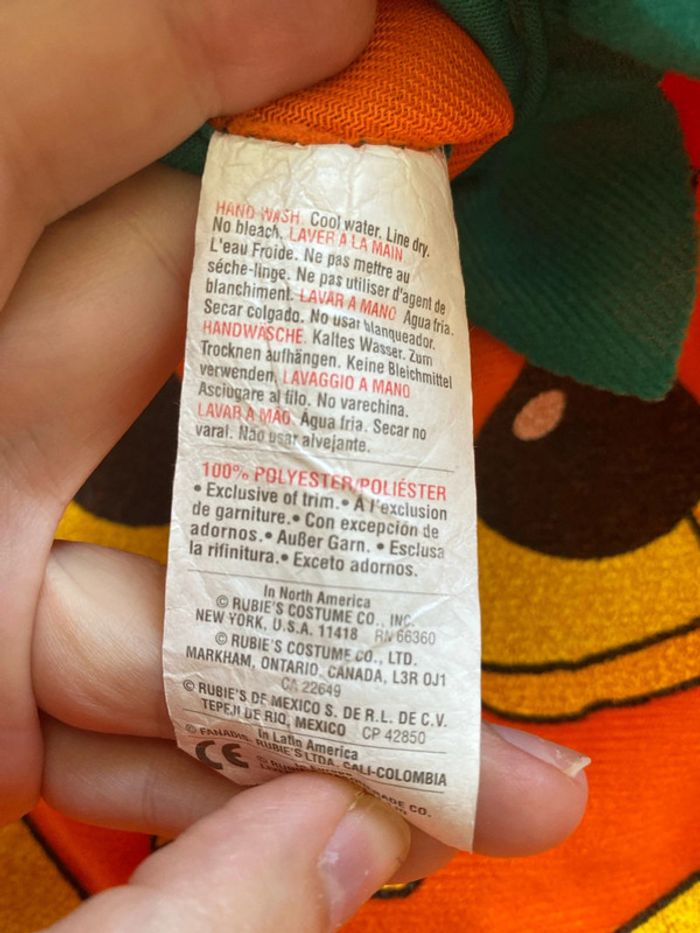 HAND WASH. Cool water. Line dry.
No bleach. LAVER A LA MAIN.
L'eau Froide. Ne pas mettre au
séche-linge. Ne pas utiliser d'agent de
blanchiment. LAVAR A MANO Agua fria.
Secar colgado. No usar blanqueador.
HANDWASCHE. Kaltes Wasser. Zum
Trocknen aufhängen. Keine Bleichmittel
verwenden. LAVAGGIO A MANO
Asciugare al filo. No varechina.
LAVAR A MÃO. Água fria. Secar no
varal. Não usar alvejante.
100% POLYESTER/POLIÉSTER
• Exclusive of trim.• A l'exclusion
de garniture.• Con excepción de
adornos.• Außer Garn. • Esclusa
la rifinitura.• Exceto adornos.
In North America
© RUBIE'S COSTUME CO., INC.
NEW YORK, U.S.A. 11418 RN 66360
© RUBIE'S COSTUME CO., LTD.
MARKHAM, ONTARIO, CANADA, L3R 0J1
CA 22649
© RUBIE'S DE MEXICO S. DE R.L. DE C.V.
TEPEJI DE RIO, MEXICO CP 42850
In Latin America
© FANADIS. RUBIE'S LTDA. CALI-COLOMBIA
CE
CO.